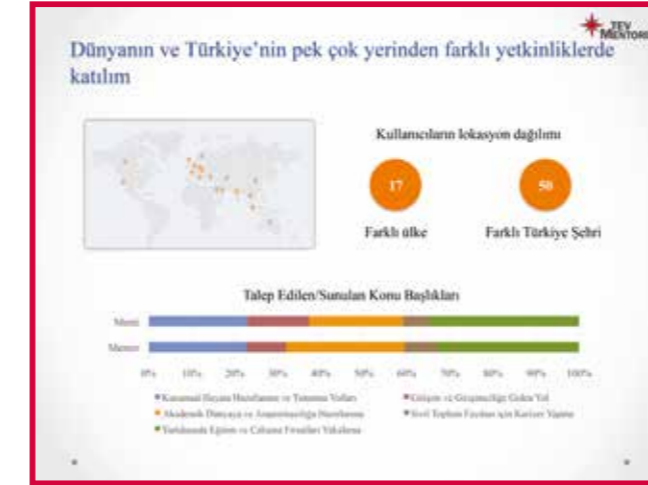 TEV
MENTORE
Dünyanın ve Türkiye'nin pek çok yerinden farklı yetkinliklerde
katılım
Kullanıcıların lokasyon dağılımı
17
50
Farklı ülke
Farklı Türkiye Şehri
Talep Edilen/Sunulan Konu Başlıkları
Menti
Mentor
0% 10% 20% 30% 40% 50% 60% 70% 80% 90% 100%
Kurumsal Hayata Hazırlanma ve Tanınma Yolları
Girişim ve Girişimciliğe Giden Yol
Akademik Dünyaya ve Araştırmacılığa Hazırlanma
Sivil Toplum Faydası için Kariyer Yapma
Yurtdışında Eğitim ve Çalışma Fırsatları Yakalama